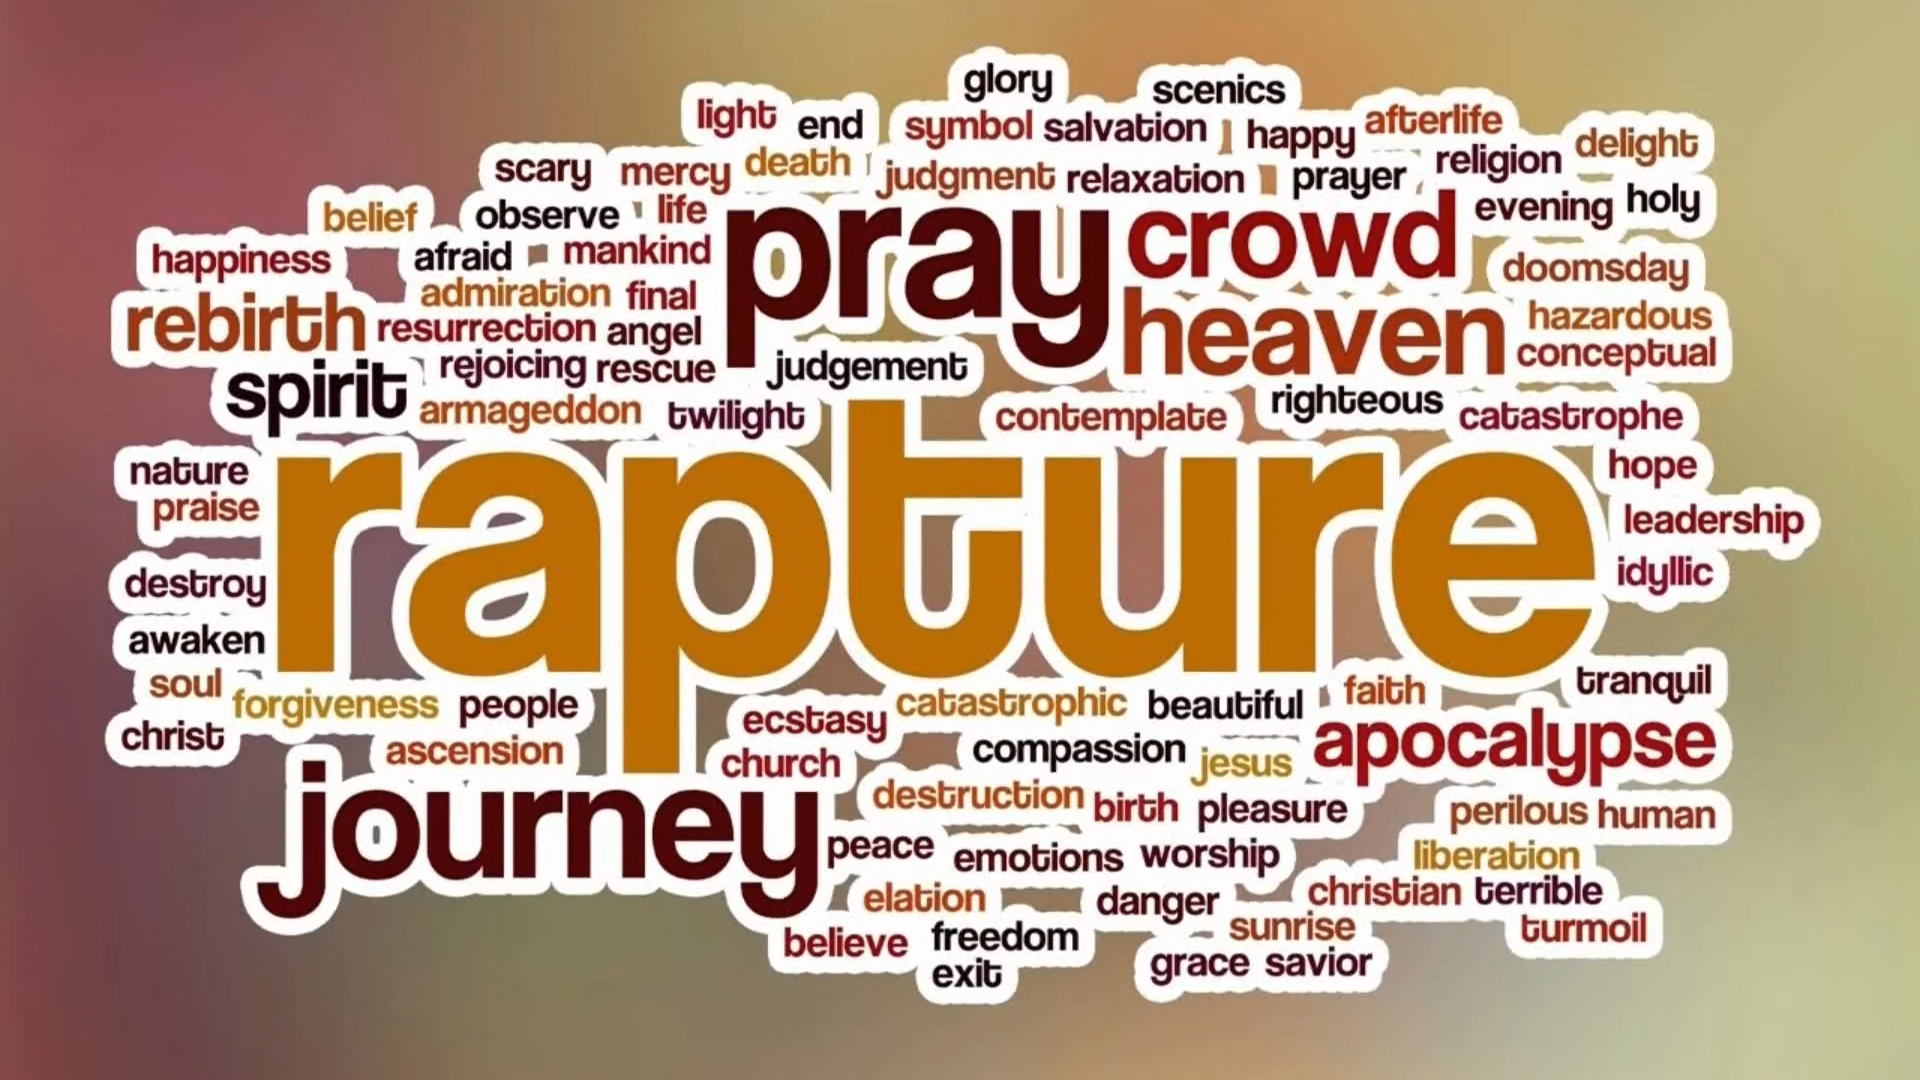 glory scenics
light end symbol salvation happy afterlife delight
scary mercy death judgment relaxation prayer religion
belief observe life pray crowd evening holy
happiness afraid mankind doomsday
rebirth admiration final heaven hazardous
resurrection angel conceptual
spirit rejoicing rescue judgement
armageddon twilight contemplate righteous catastrophe
nature rapture hope
praise leadership
destroy idyllic
awaken
soul forgiveness people catastrophic beautiful faith tranquil
christ ascension ecstasy compassion jesus apocalypse
church
journey destruction birth pleasure perilous human
peace emotions worship liberation
elation danger christian terrible
believe freedom sunrise turmoil
exit grace savior